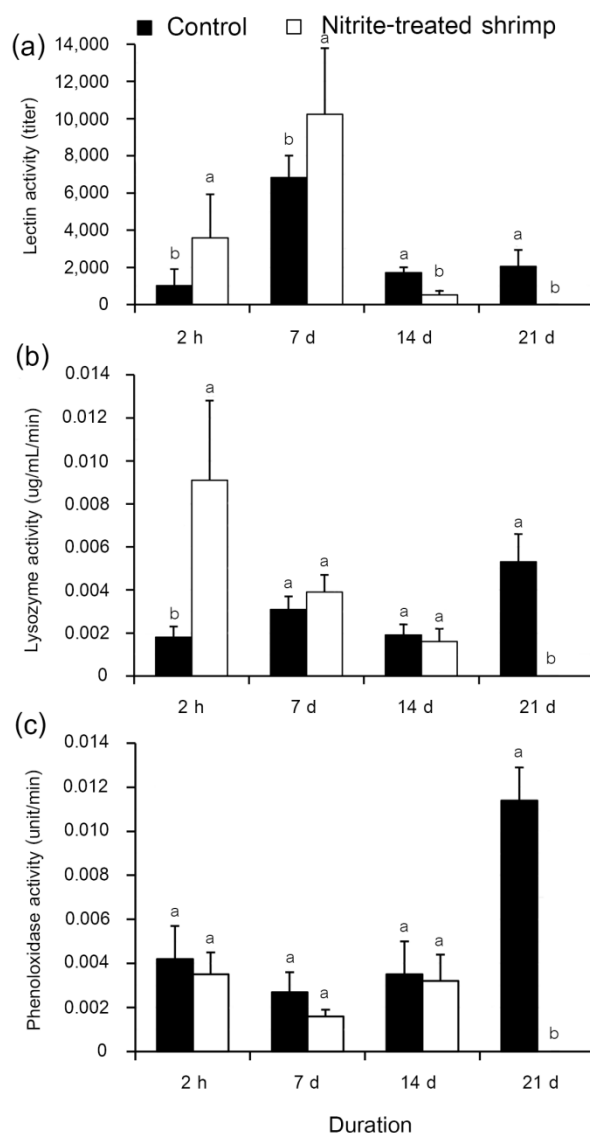 Control Nitrite-treated shrimp
(a)
Lectin activity (titer)
14,000
12,000
10,000
8,000
6,000
4,000
2,000
0
b a b a a b a b
2 h 7 d 14 d 21 d
(b)
Lysozyme activity (ug/mL/min)
0.014
0.012
0.010
0.008
0.006
0.004
0.002
0
b a a a a a a b
2 h 7 d 14 d 21 d
(c)
Phenoloxidase activity (unit/min)
0.014
0.012
0.010
0.008
0.006
0.004
0.002
0
a a a a a a a b
2 h 7 d 14 d 21 d
Duration